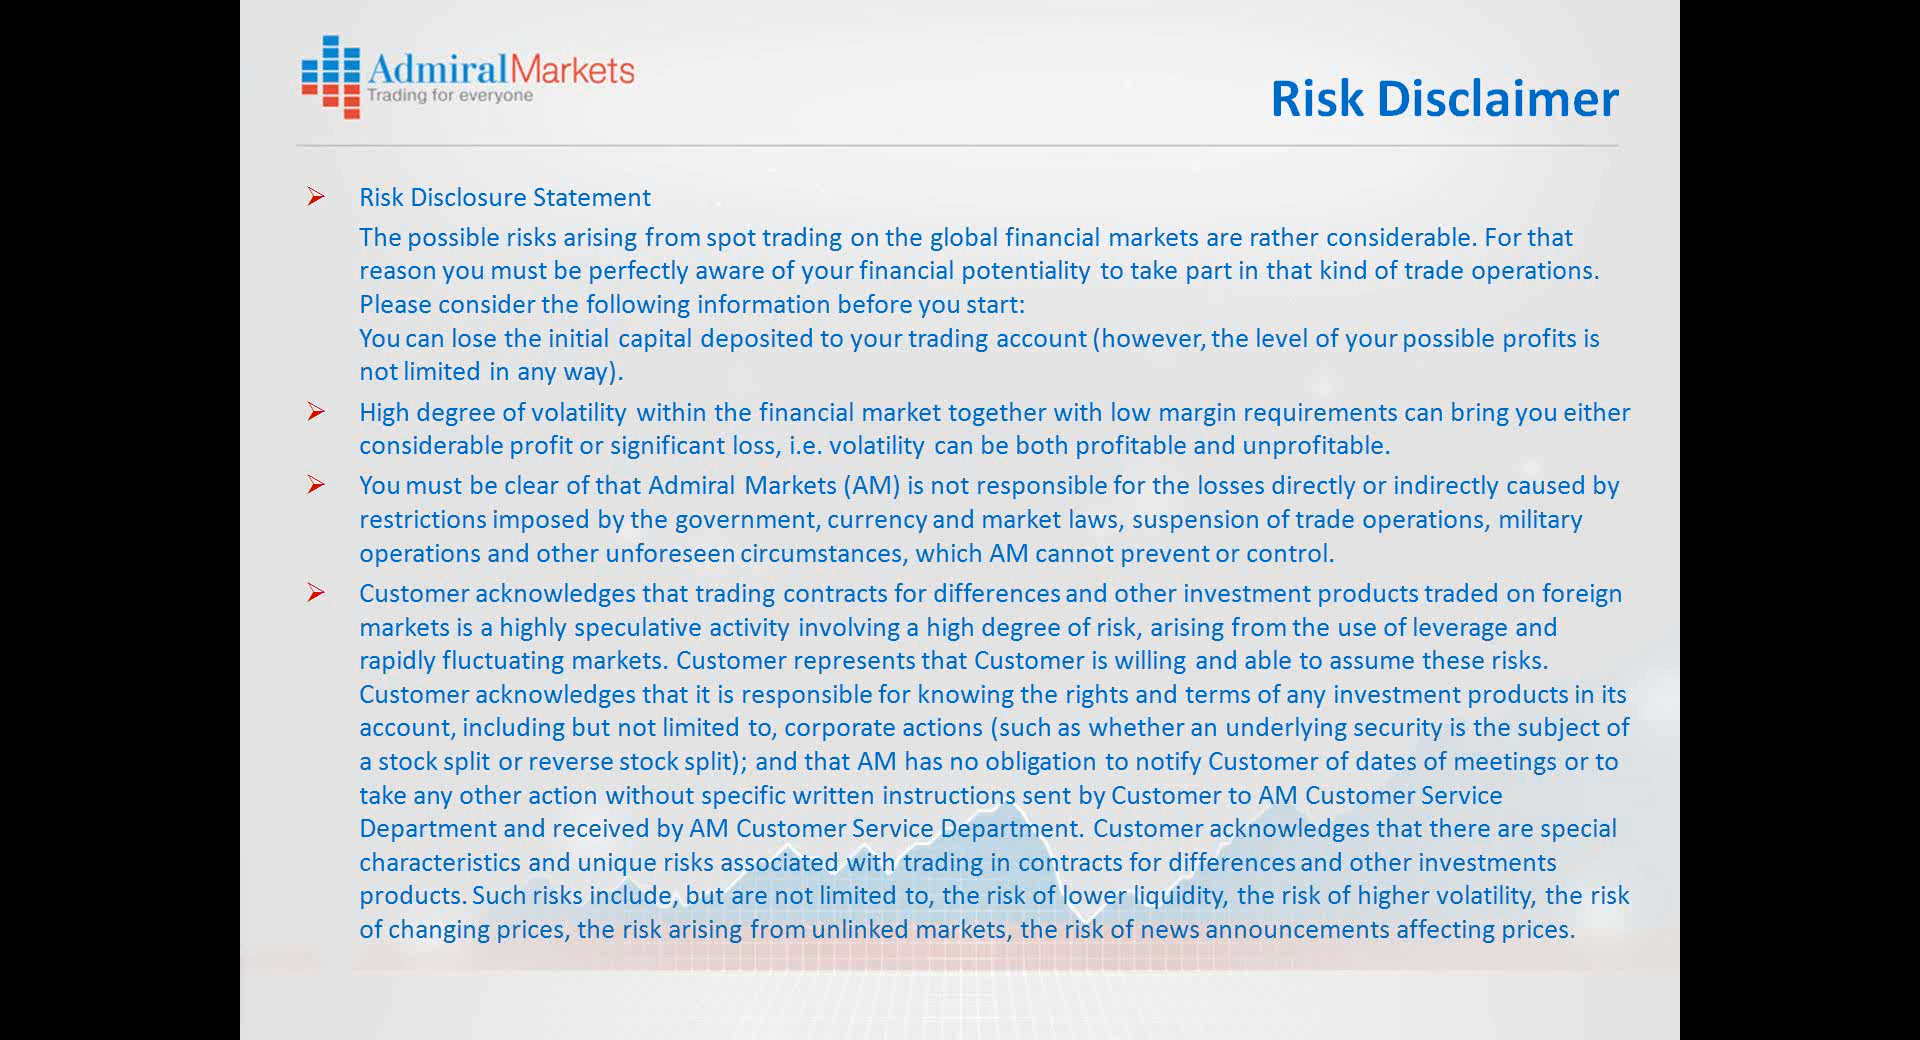 AdmiralMarkets
Trading for everyone
Risk Disclaimer
Risk Disclosure Statement
The possible risks arising from spot trading on the global financial markets are rather considerable. For that
reason you must be perfectly aware of your financial potentiality to take part in that kind of trade operations.
Please consider the following information before you start:
You can lose the initial capital deposited to your trading account (however, the level of your possible profits is
not limited in any way).
High degree of volatility within the financial market together with low margin requirements can bring you either
considerable profit or significant loss, i.e. volatility can be both profitable and unprofitable.
You must be clear of that Admiral Markets (AM) is not responsible for the losses directly or indirectly caused by
restrictions imposed by the government, currency and market laws, suspension of trade operations, military
operations and other unforeseen circumstances, which AM cannot prevent or control.
Customer acknowledges that trading contracts for differences and other investment products traded on foreign
markets is a highly speculative activity involving a high degree of risk, arising from the use of leverage and
rapidly fluctuating markets. Customer represents that Customer is willing and able to assume these risks.
Customer acknowledges that it is responsible for knowing the rights and terms of any investment products in its
account, including but not limited to, corporate actions (such as whether an underlying security is the subject of
a stock split or reverse stock split); and that AM has no obligation to notify Customer of dates of meetings or to
take any other action without specific written instructions sent by Customer to AM Customer Service
Department and received by AM Customer Service Department. Customer acknowledges that there are special
characteristics and unique risks associated with trading in contracts for differences and other investments
products. Such risks include, but are not limited to, the risk of lower liquidity, the risk of higher volatility, the risk
of changing prices, the risk arising from unlinked markets, the risk of news announcements affecting prices.